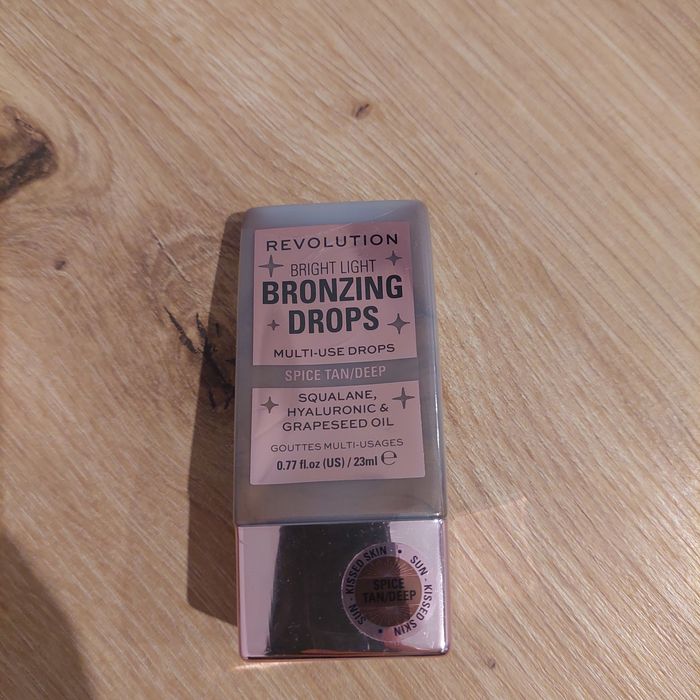 REVOLUTION
BRIGHT LIGHT
BRONZING
DROPS
MULTI-USE DROPS
SPICE TAN/DEEP
SQUALANE,
HYALURONIC &
GRAPESEED OIL
GOUTTES MULTI-USAGES
0.77 fl.oz (US) / 23ml ℮
SUN - KISSED SKIN • SUN - KISSED SKIN •
SPICE
TAN/DEEP